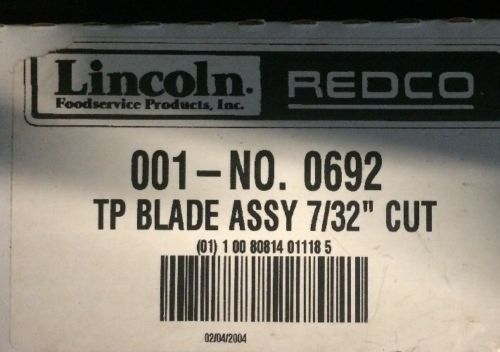 Lincoln.
Foodservice Products, Inc.
REDCO
001-NO. 0692
TP BLADE ASSY 7/32" CUT
(01) 1 00 80814 01118 5
02/04/2004